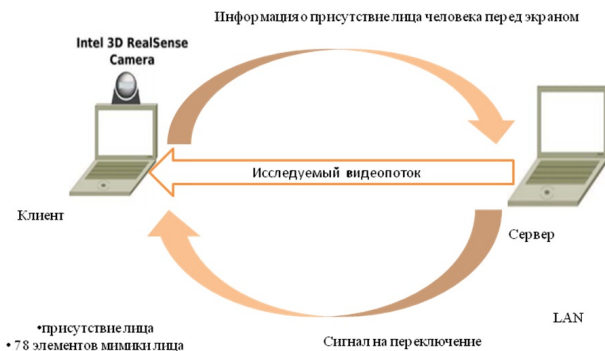 Информация о присутствие лица человека перед экраном
Intel 3D RealSense
Camera
Исследуемый видеопоток
Клиент
Сервер
LAN
•присутствие лица
• 78 элементов мимики лица
Сигнал на переключение